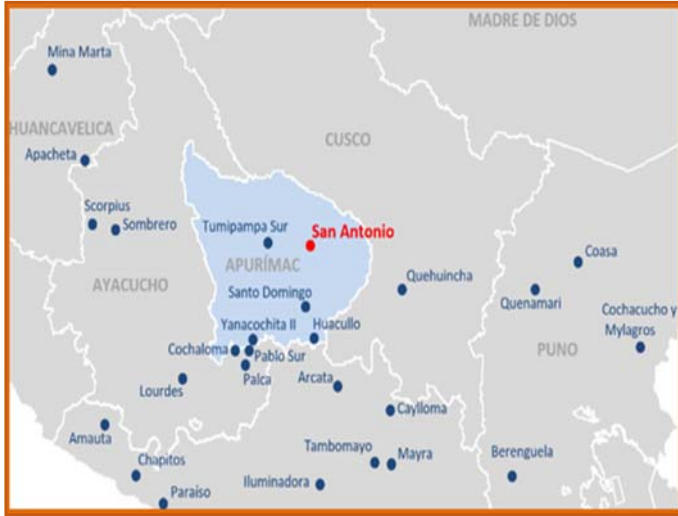 MADRE DE DIOS
Mina Marta
HUANCAVELICA
CUSCO
Apacheta
Scorpius
Sombrero
Tumipampa Sur
San Antonio
APURÍMAC
AYACUCHO
Coasa
Quehuincha
Quenamari
Santo Domingo
Cochacucho y
Mylagros
Yanacochita II
Huacullo
PUNO
Cochaloma
Pablo Sur
Palca
Arcata
Lourdes
Caylloma
Amauta
Chapitos
Tambomayo
Mayra
Berenguela
Iluminadora
Paraiso